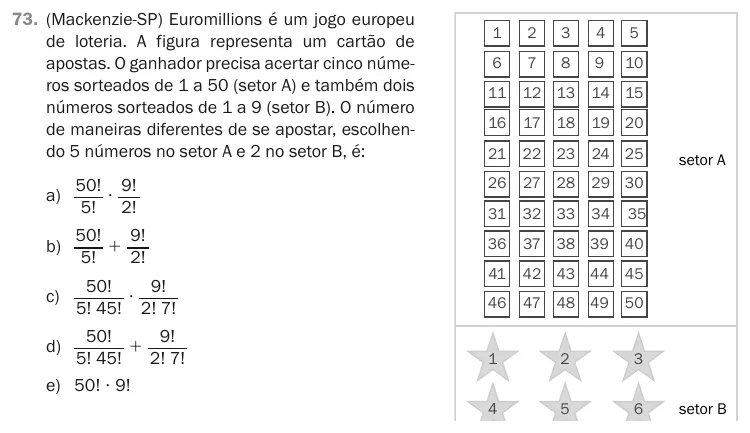 73. (Mackenzie-SP) Euromillions é um jogo europeu
de loteria. A figura representa um cartão de
apostas. O ganhador precisa acertar cinco núme-
ros sorteados de 1 a 50 (setor A) e também dois
números sorteados de 1 a 9 (setor B). O número
de maneiras diferentes de se apostar, escolhen-
do 5 números no setor A e 2 no setor B, é:
a) 50!/5! · 9!/2!
b) 50!/5! + 9!/2!
c) 50!/5! 45! · 9!/2! 7!
d) 50!/5! 45! + 9!/2! 7!
e) 50! · 9!
1 2 3 4 5
6 7 8 9 10
11 12 13 14 15
16 17 18 19 20
21 22 23 24 25
setor A
26 27 28 29 30
31 32 33 34 35
36 37 38 39 40
41 42 43 44 45
46 47 48 49 50
1 2 3
4 5 6 setor B